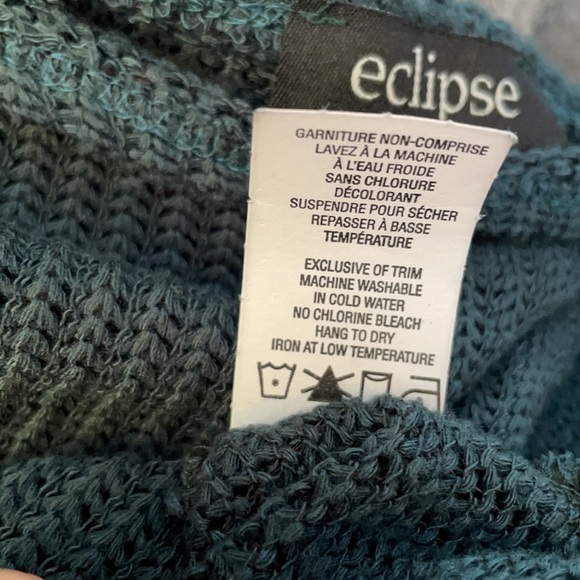 eclipse
GARNITURE NON-COMPRISE
LAVEZ À LA MACHINE
À L'EAU FROIDE
SANS CHLORURE
DÉCOLORANT
SUSPENDRE POUR SÉCHER
REPASSER À BASSE
TEMPÉRATURE
EXCLUSIVE OF TRIM
MACHINE WASHABLE
IN COLD WATER
NO CHLORINE BLEACH
HANG TO DRY
IRON AT LOW TEMPERATURE